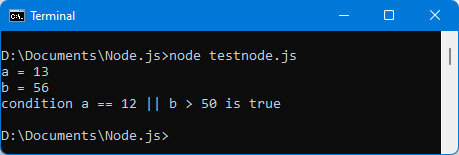 Terminal
D:\Documents\Node.js>node testnode.js
a = 13
b = 56
condition a == 12 || b > 50 is true
D:\Documents\Node.js>